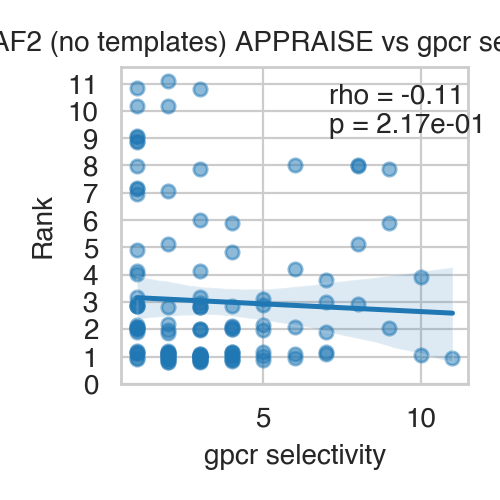 AF2 (no templates) APPRAISE vs gpcr se
rho = -0.11
p = 2.17e-01
11
10
9
8
7
6
5
4
3
2
1
0
Rank
5
10
gpcr selectivity